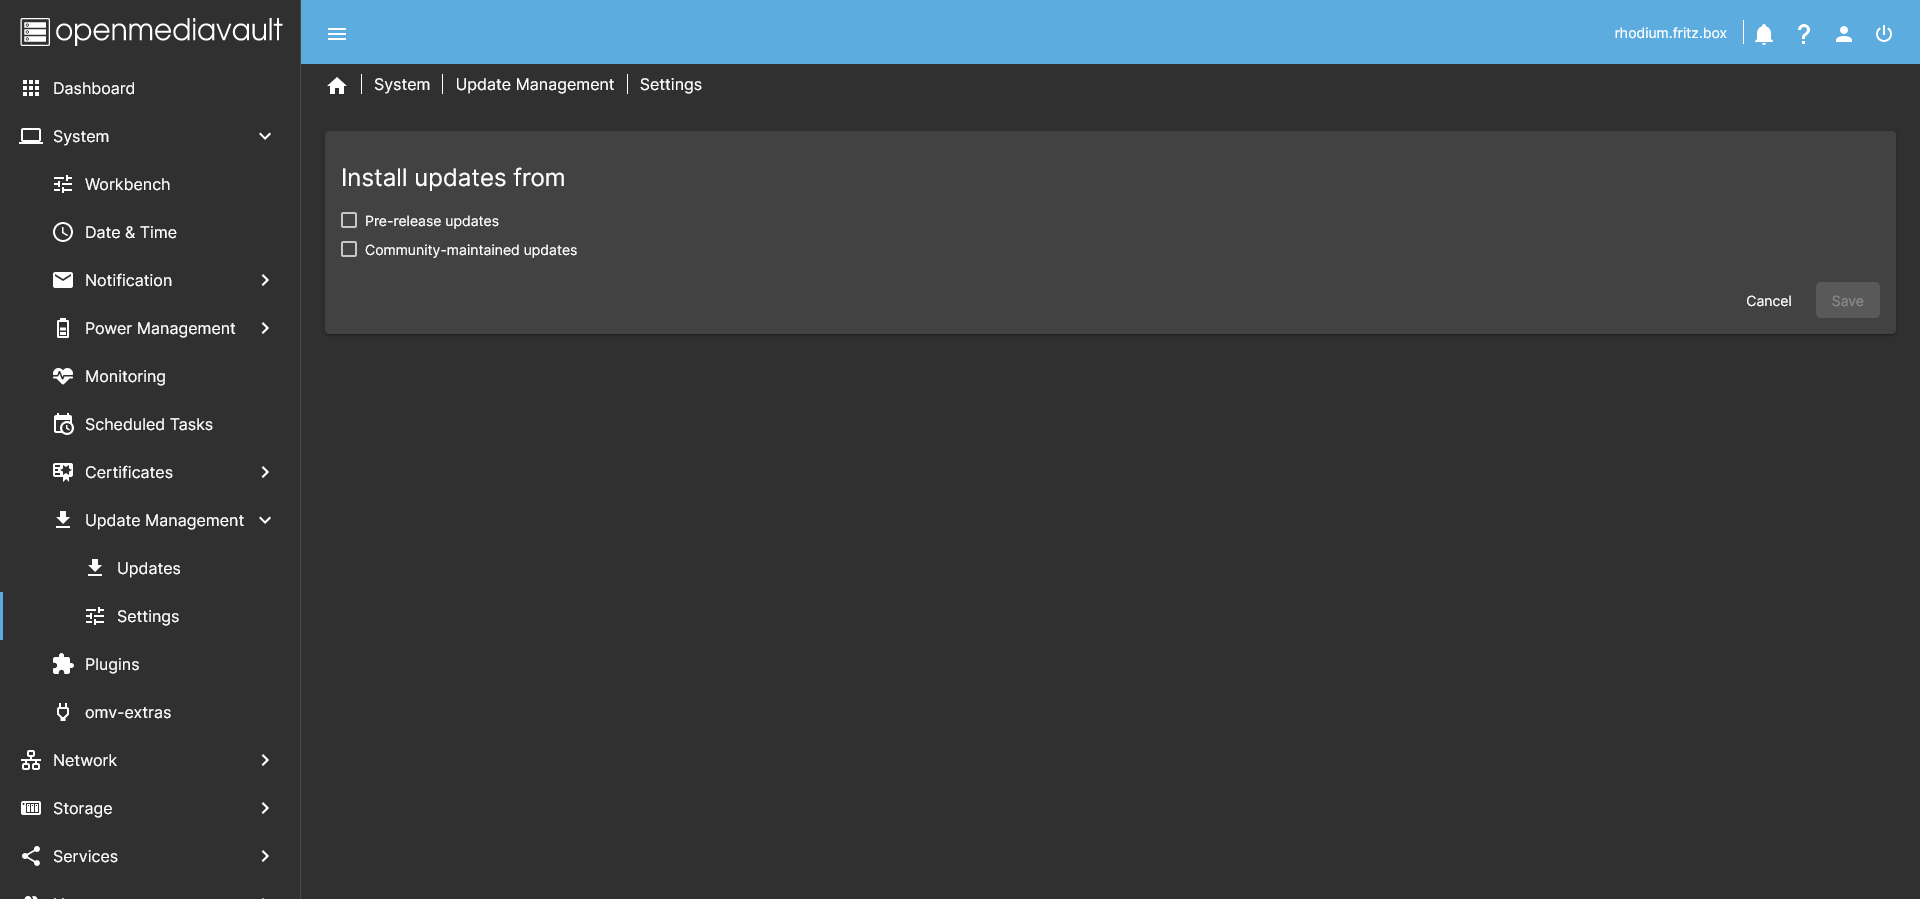 openmediavault
rhodium.fritz.box
Dashboard
System
Workbench
Date & Time
Notification
Power Management
Monitoring
Scheduled Tasks
Certificates
Update Management
Updates
Settings
Plugins
omv-extras
Network
Storage
Services
System | Update Management | Settings
Install updates from
Pre-release updates
Community-maintained updates
Cancel Save